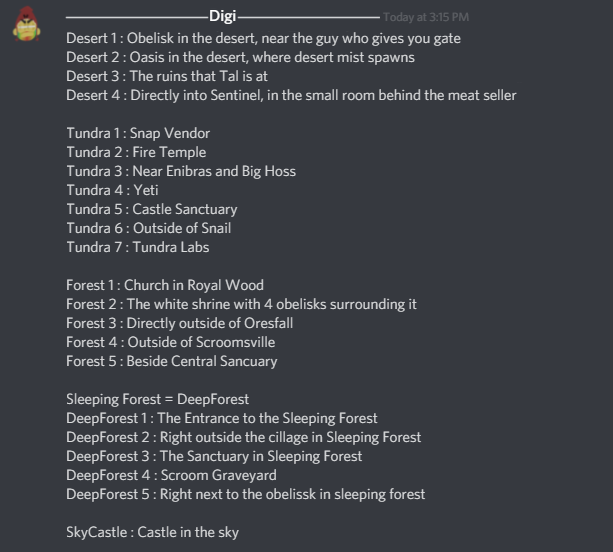 Digi Today at 3:15 PM
Desert 1 : Obelisk in the desert, near the guy who gives you gate
Desert 2 : Oasis in the desert, where desert mist spawns
Desert 3 : The ruins that Tal is at
Desert 4 : Directly into Sentinel, in the small room behind the meat seller
Tundra 1 : Snap Vendor
Tundra 2 : Fire Temple
Tundra 3 : Near Enibras and Big Hoss
Tundra 4 : Yeti
Tundra 5 : Castle Sanctuary
Tundra 6 : Outside of Snail
Tundra 7 : Tundra Labs
Forest 1 : Church in Royal Wood
Forest 2 : The white shrine with 4 obelisks surrounding it
Forest 3 : Directly outside of Oresfall
Forest 4 : Outside of Scroomsville
Forest 5 : Beside Central Sancuary
Sleeping Forest = DeepForest
DeepForest 1 : The Entrance to the Sleeping Forest
DeepForest 2 : Right outside the cillage in Sleeping Forest
DeepForest 3 : The Sanctuary in Sleeping Forest
DeepForest 4 : Scroom Graveyard
DeepForest 5 : Right next to the obelissk in sleeping forest
SkyCastle : Castle in the sky